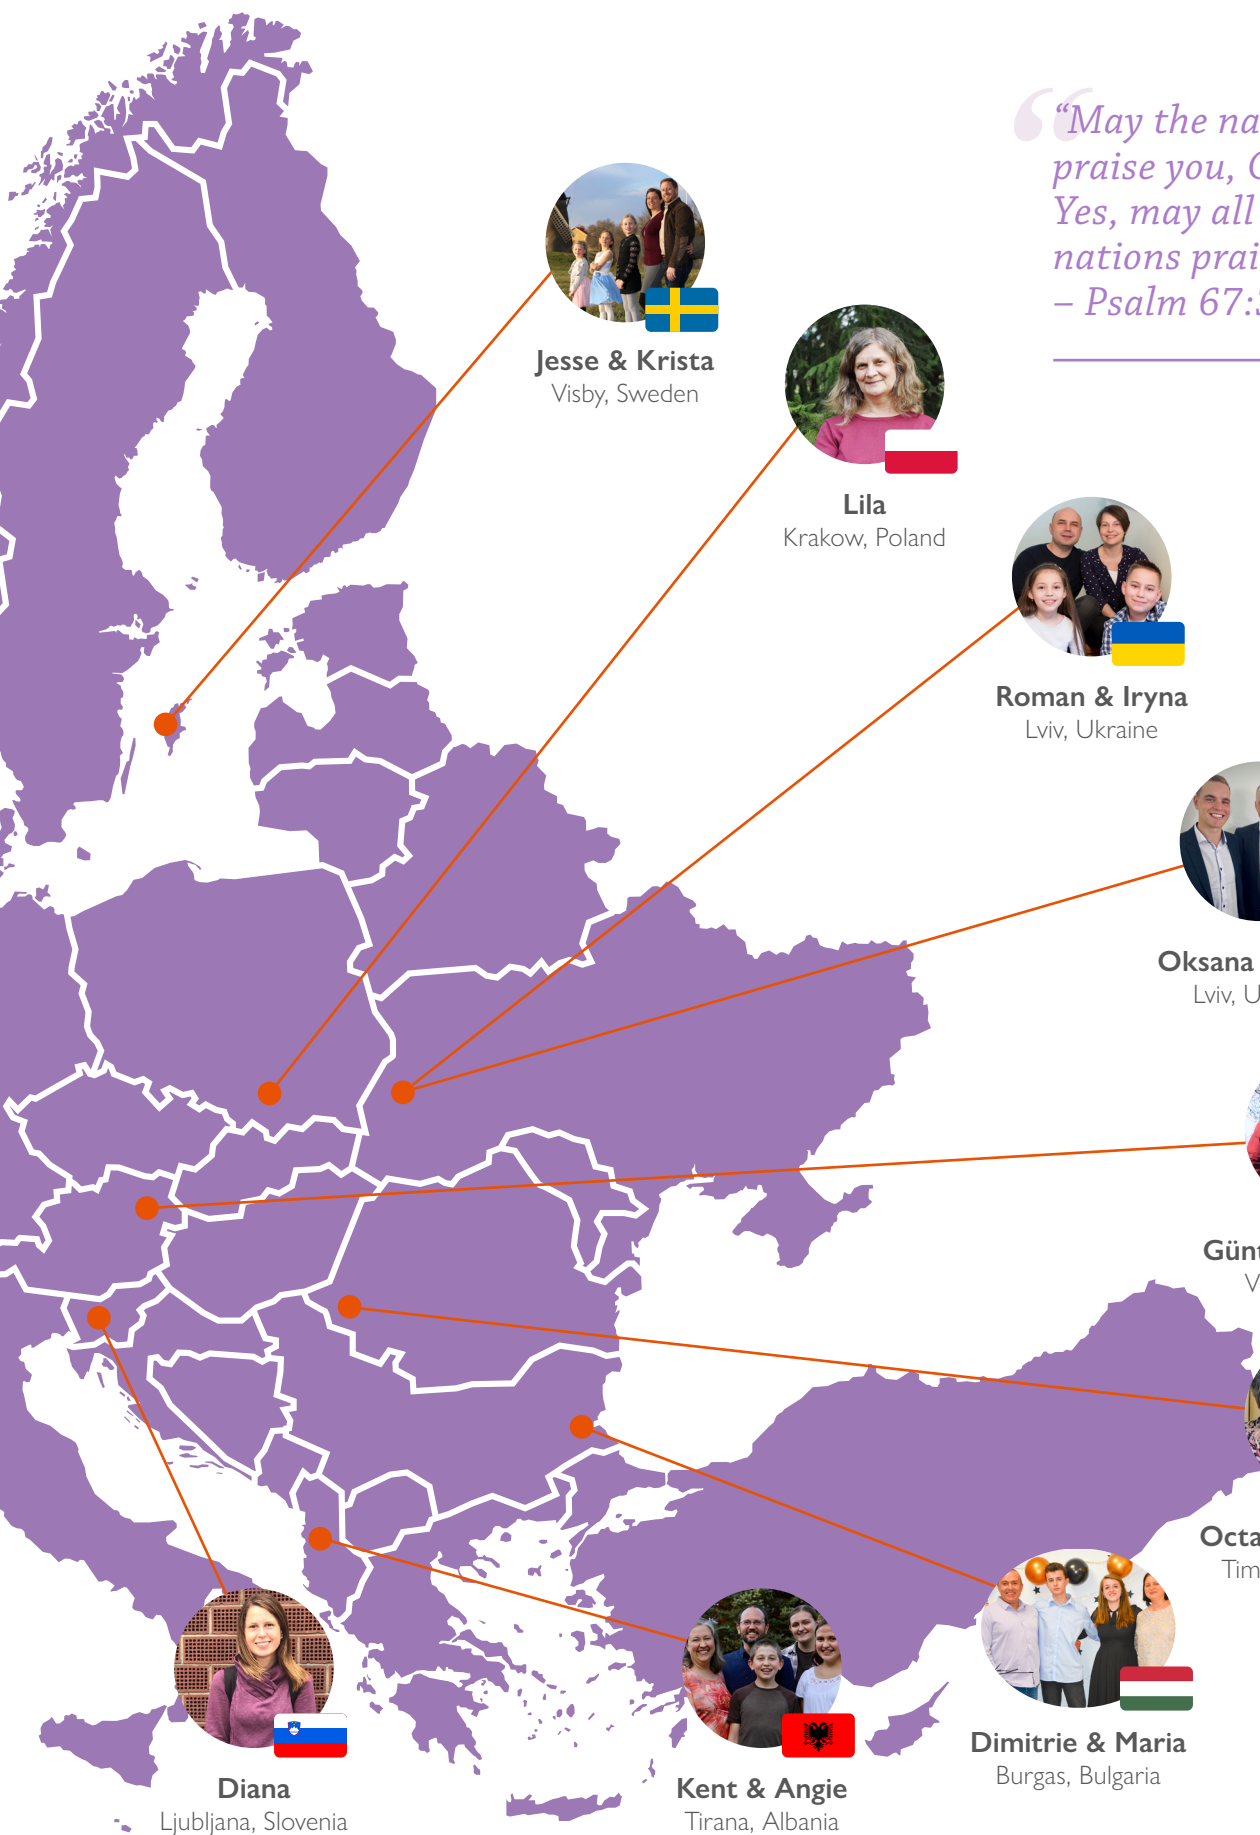 “May the na
praise you,
Yes, may all
nations prai
– Psalm 67:
Jesse & Krista
Visby, Sweden
Lila
Krakow, Poland
Roman & Iryna
Lviv, Ukraine
Oksana
Lviv, U
Günt
V
Octa
Tim
Dimitrie & Maria
Burgas, Bulgaria
Diana
Ljubljana, Slovenia
Kent & Angie
Tirana, Albania